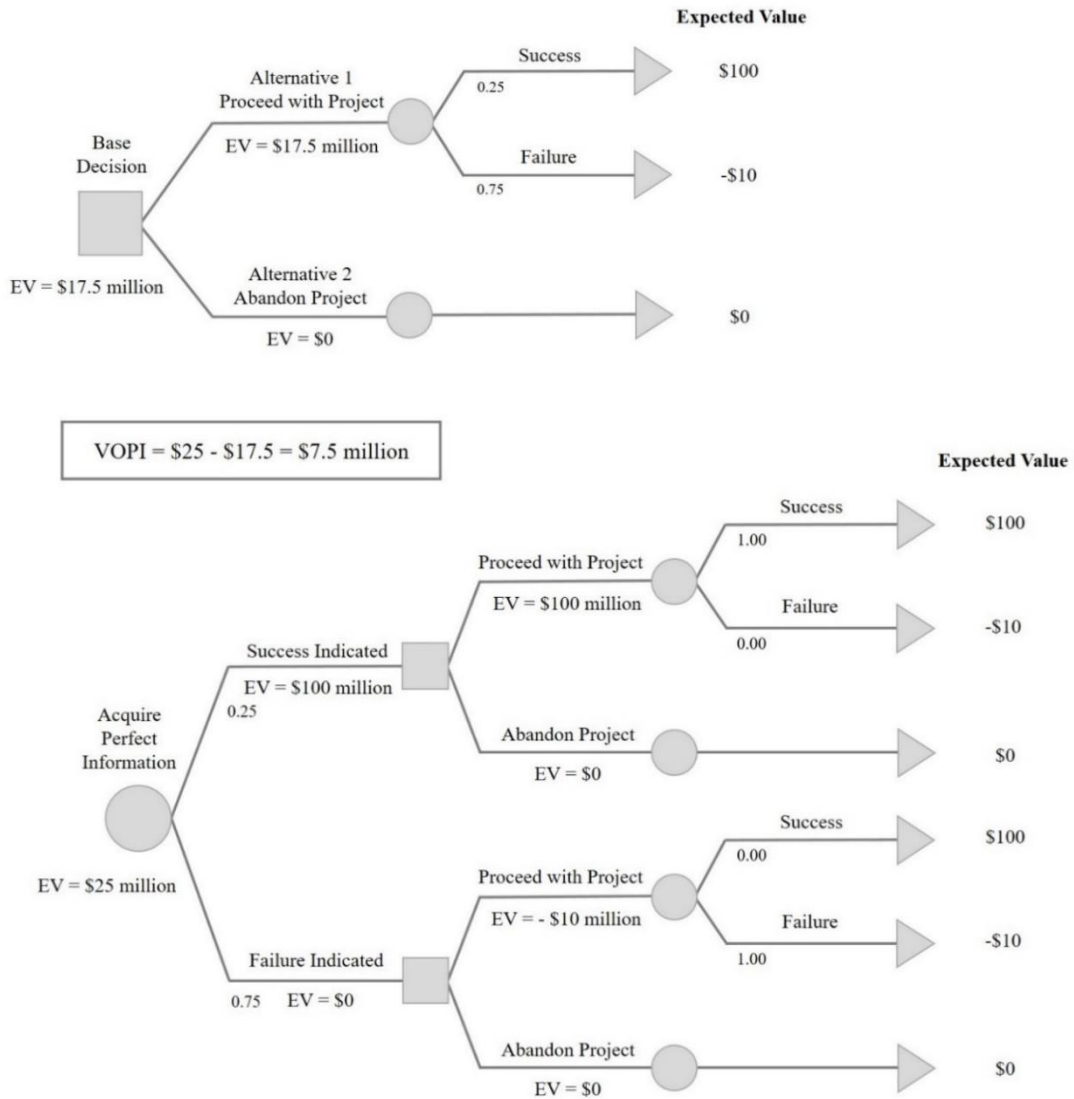 Expected Value
Success
$100
Alternative 1
Proceed with Project
0.25
EV = $17.5 million
Base
Decision
Failure
-$10
0.75
EV = $17.5 million
Alternative 2
Abandon Project
$0
EV = $0
VOPI = $25 - $17.5 = $7.5 million
Expected Value
Success
$100
1.00
Proceed with Project
EV = $100 million
Failure
-$10
0.00
Success Indicated
EV = $100 million
0.25
Acquire
Perfect
Information
Abandon Project
$0
EV = $0
Success
$100
0.00
Proceed with Project
EV = $25 million
EV = - $10 million
Failure
-$10
1.00
Failure Indicated
0.75 EV = $0
Abandon Project
$0
EV = $0